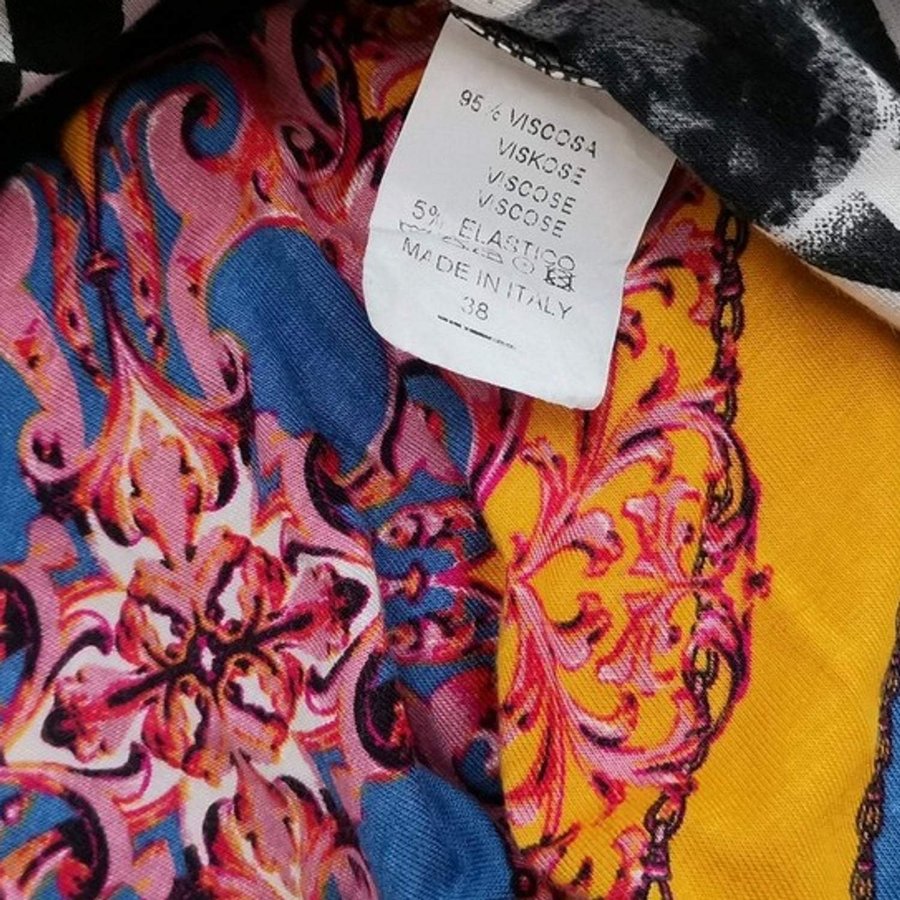 95% VISCOSA
VISKOSE
VISCOSE
VISCOSE
5% ELASTICO
MADE IN ITALY
38